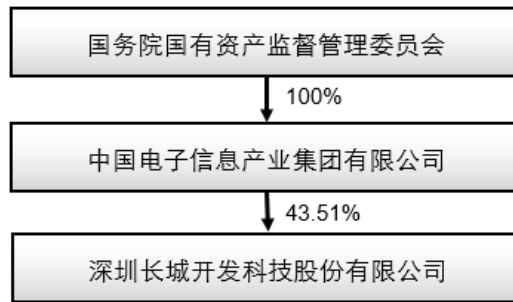 国务院国有资产监督管理委员会
100%
中国电子信息产业集团有限公司
43.51%
深圳长城开发科技股份有限公司